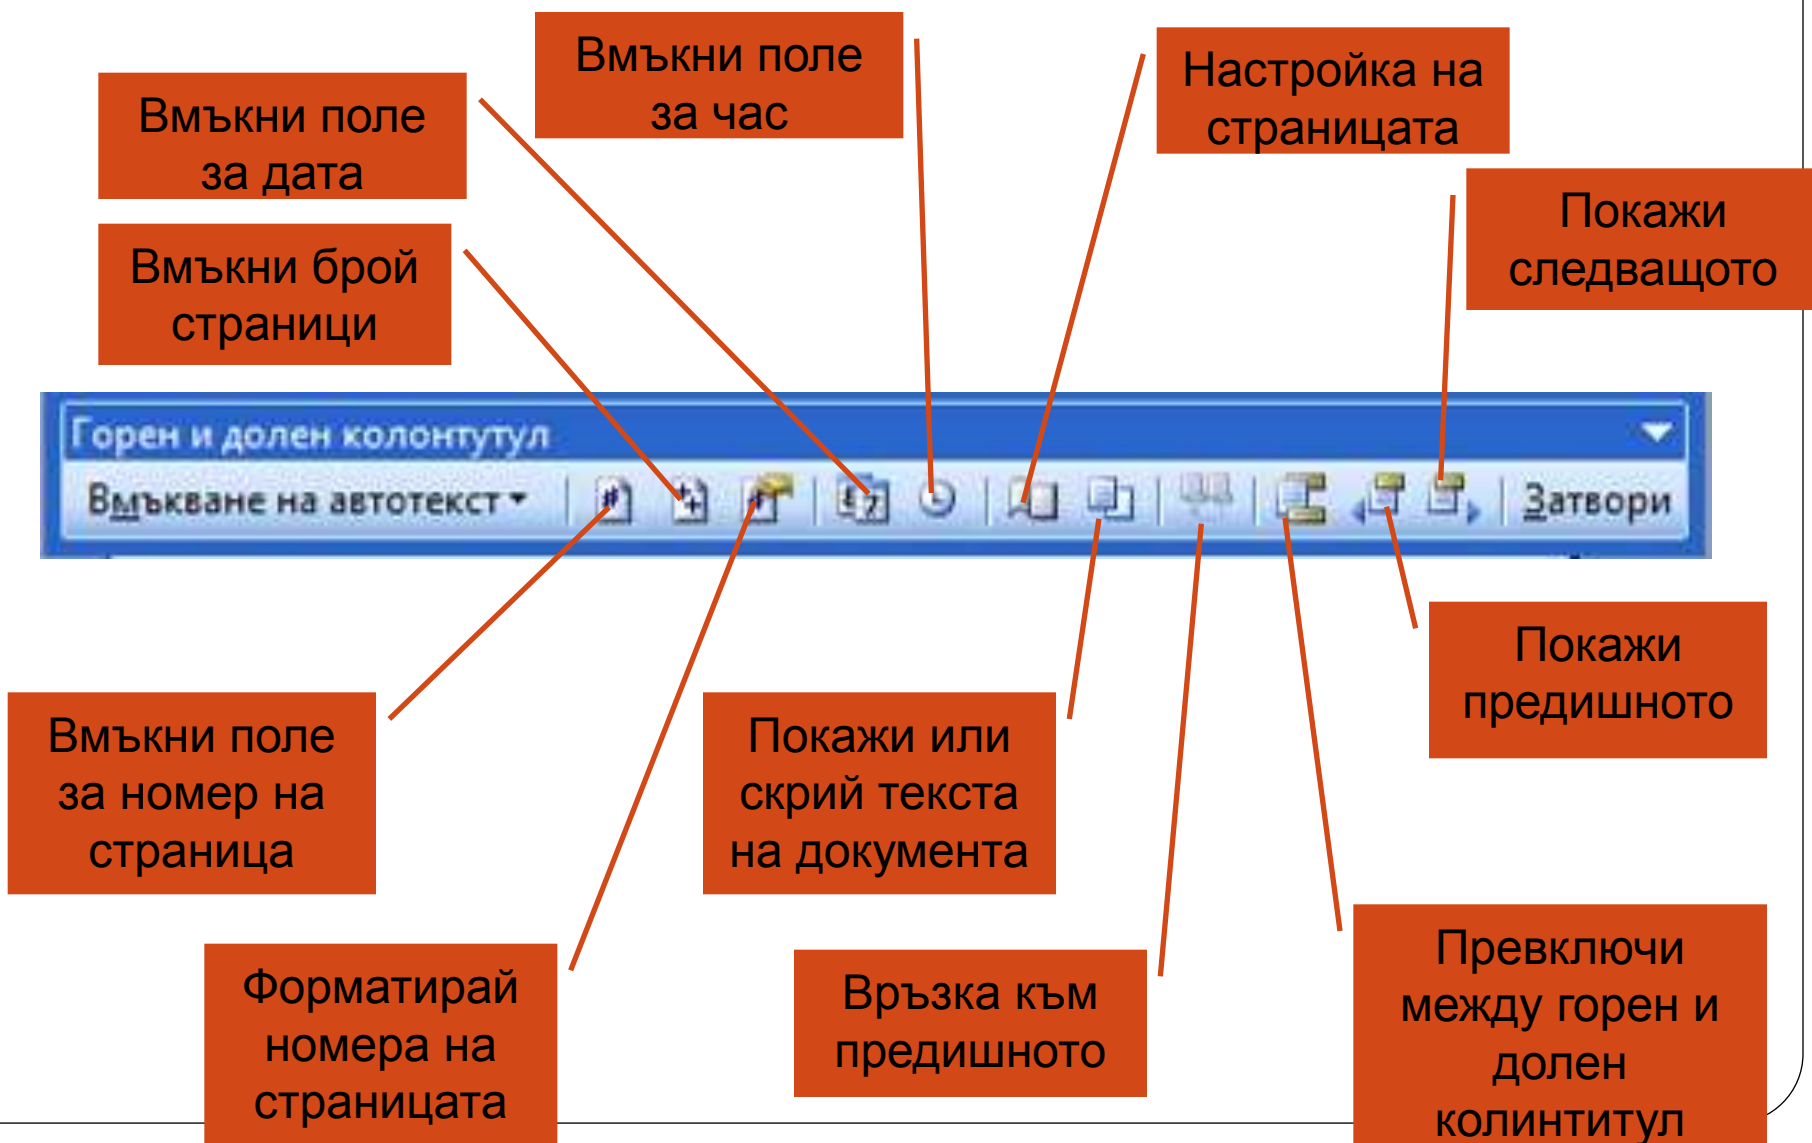 Вмъкни поле
за час
Настройка на
страницата
Вмъкни поле
за дата
Покажи
следващото
Вмъкни брой
страници
Горен и долен колонтутул
Вмъкване на автотекст
Затвори
Покажи
предишното
Вмъкни поле
за номер на
страница
Покажи или
скрий текста
на документа
Форматирай
номера на
страницата
Връзка към
предишното
Превключи
между горен и
долен
колинтитул